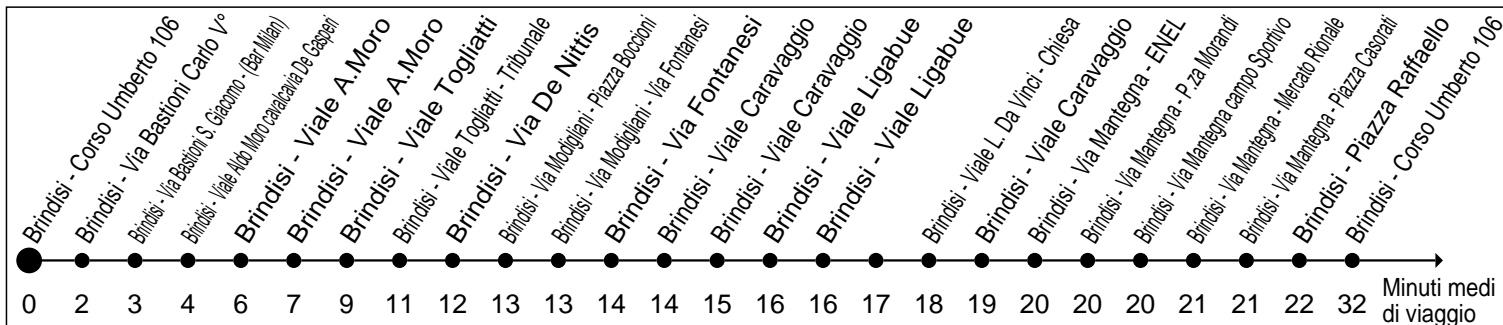 Brindisi - Corso Umberto 106
Brindisi - Via Bastioni Carlo V°
Brindisi - Via Bastioni S. Giacomo - (Bar Milan)
Brindisi - Viale Aldo Moro cavalcavia De Gasperi
Brindisi - Viale A.Moro
Brindisi - Viale A.Moro
Brindisi - Viale Togliatti
Brindisi - Viale Togliatti - Tribunale
Brindisi - Via De Nittis
Brindisi - Via Modigliani - Piazza Boccioni
Brindisi - Via Modigliani - Via Fontanesi
Brindisi - Via Fontanesi
Brindisi - Viale Caravaggio
Brindisi - Viale Caravaggio
Brindisi - Viale Ligabue
Brindisi - Viale Ligabue
Brindisi - Viale L. Da Vinci - Chiesa
Brindisi - Viale Caravaggio
Brindisi - Via Mantegna - ENEL
Brindisi - Via Mantegna - P.zza Morandi
Brindisi - Via Mantegna campo Sportivo
Brindisi - Via Mantegna - Mercato Rionale
Brindisi - Via Mantegna - Piazza Casorati
Brindisi - Piazza Raffaello
Brindisi - Corso Umberto 106
0 2 3 4 6 7 9 11 12 13 13 14 14 15 16 16 17 18 19 20 20 20 21 21 22 32
Minuti medi
di viaggio